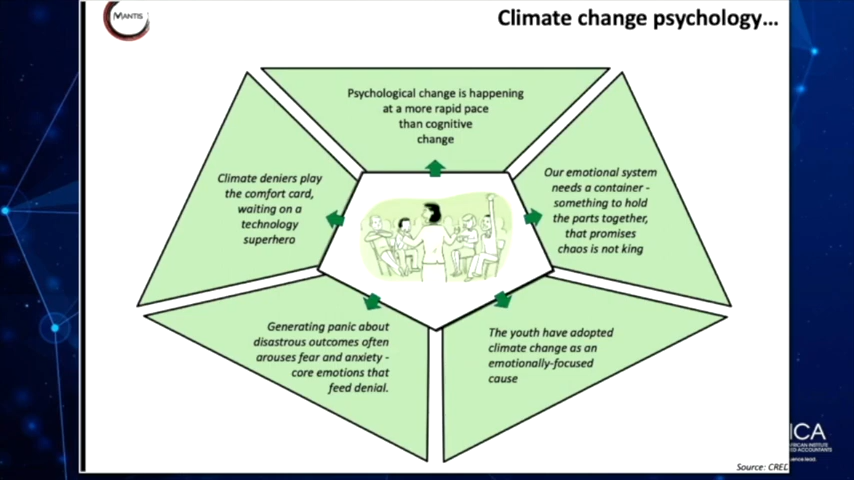 MANTIS
Climate change psychology...
Psychological change is happening
at a more rapid pace
than cognitive
change
Climate deniers play
the comfort card,
waiting on a
technology
superhero
Our emotional system
needs a container -
something to hold
the parts together,
that promises
chaos is not king
Generating panic about
disastrous outcomes often
arouses fear and anxiety -
core emotions that
feed denial.
The youth have adopted
climate change as an
emotionally-focused
cause
ICA
Source: CRED